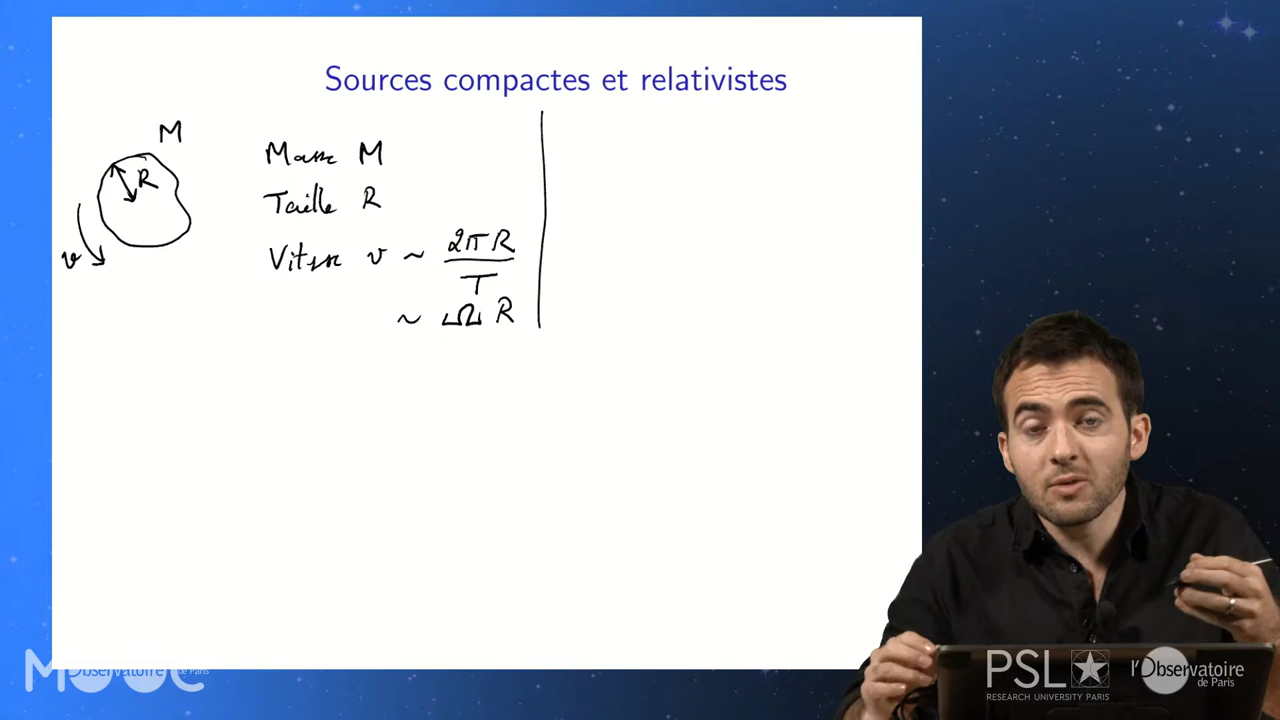 Sources compactes et relativistes
M
R
v
Masse M
Taille R
Vitesse v ~ 2πR / T
~ Ω R
MOOC
l'Observatoire de Paris
PSL
RESEARCH UNIVERSITY PARIS
l'Observatoire
de Paris